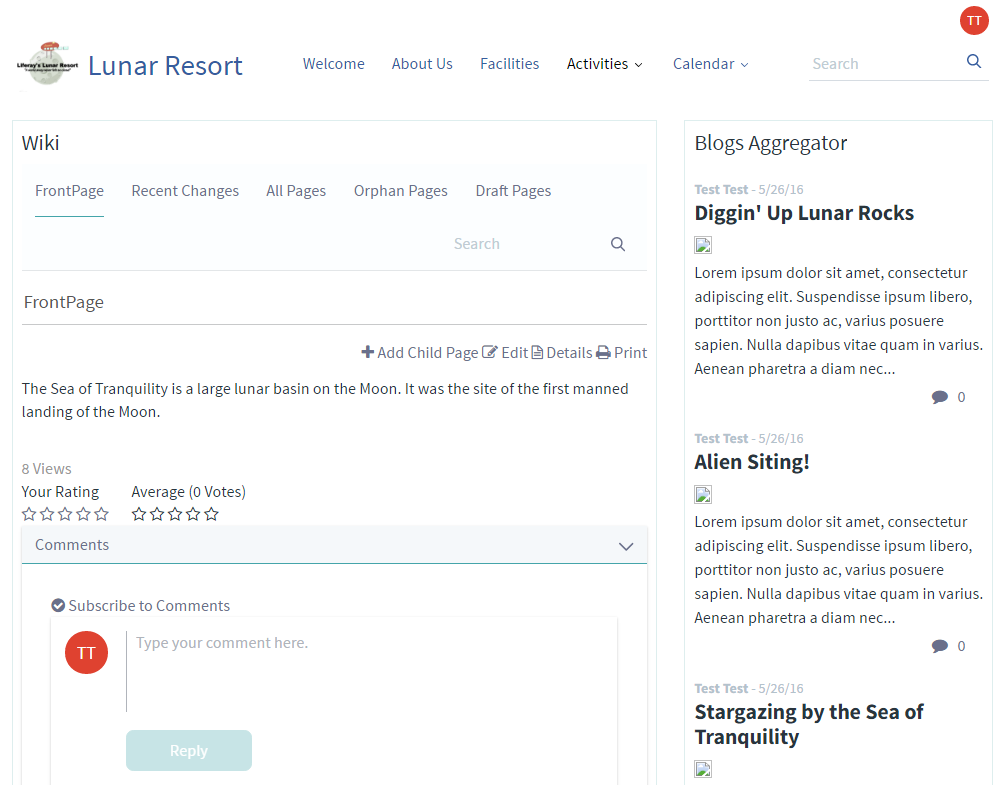 TT
Liferay's Lunar Resort
Lunar Resort
Welcome
About Us
Facilities
Activities
Calendar
Search
Wiki
FrontPage
Recent Changes
All Pages
Orphan Pages
Draft Pages
Search
FrontPage
Add Child Page Edit Details Print
The Sea of Tranquility is a large lunar basin on the Moon. It was the site of the first manned
landing of the Moon.
8 Views
Your Rating
Average (0 Votes)
Comments
Subscribe to Comments
TT
Type your comment here.
Reply
Blogs Aggregator
Test Test - 5/26/16
Diggin' Up Lunar Rocks
Lorem ipsum dolor sit amet, consectetur
adipiscing elit. Suspendisse ipsum libero,
porttitor non justo ac, varius posuere
sapien. Nulla dapibus vitae quam in varius.
Aenean pharetra a diam nec...
0
Test Test - 5/26/16
Alien Siting!
Lorem ipsum dolor sit amet, consectetur
adipiscing elit. Suspendisse ipsum libero,
porttitor non justo ac, varius posuere
sapien. Nulla dapibus vitae quam in varius.
Aenean pharetra a diam nec...
0
Test Test - 5/26/16
Stargazing by the Sea of
Tranquility